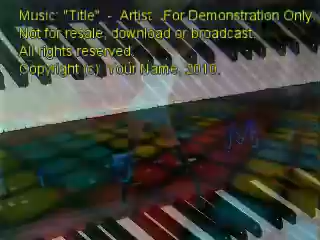 Music: "Title" - Artist .For Demonstration Only
Not for resale, download or broadcast.
All rights reserved.
Copyright (c) Your Name, 2010.